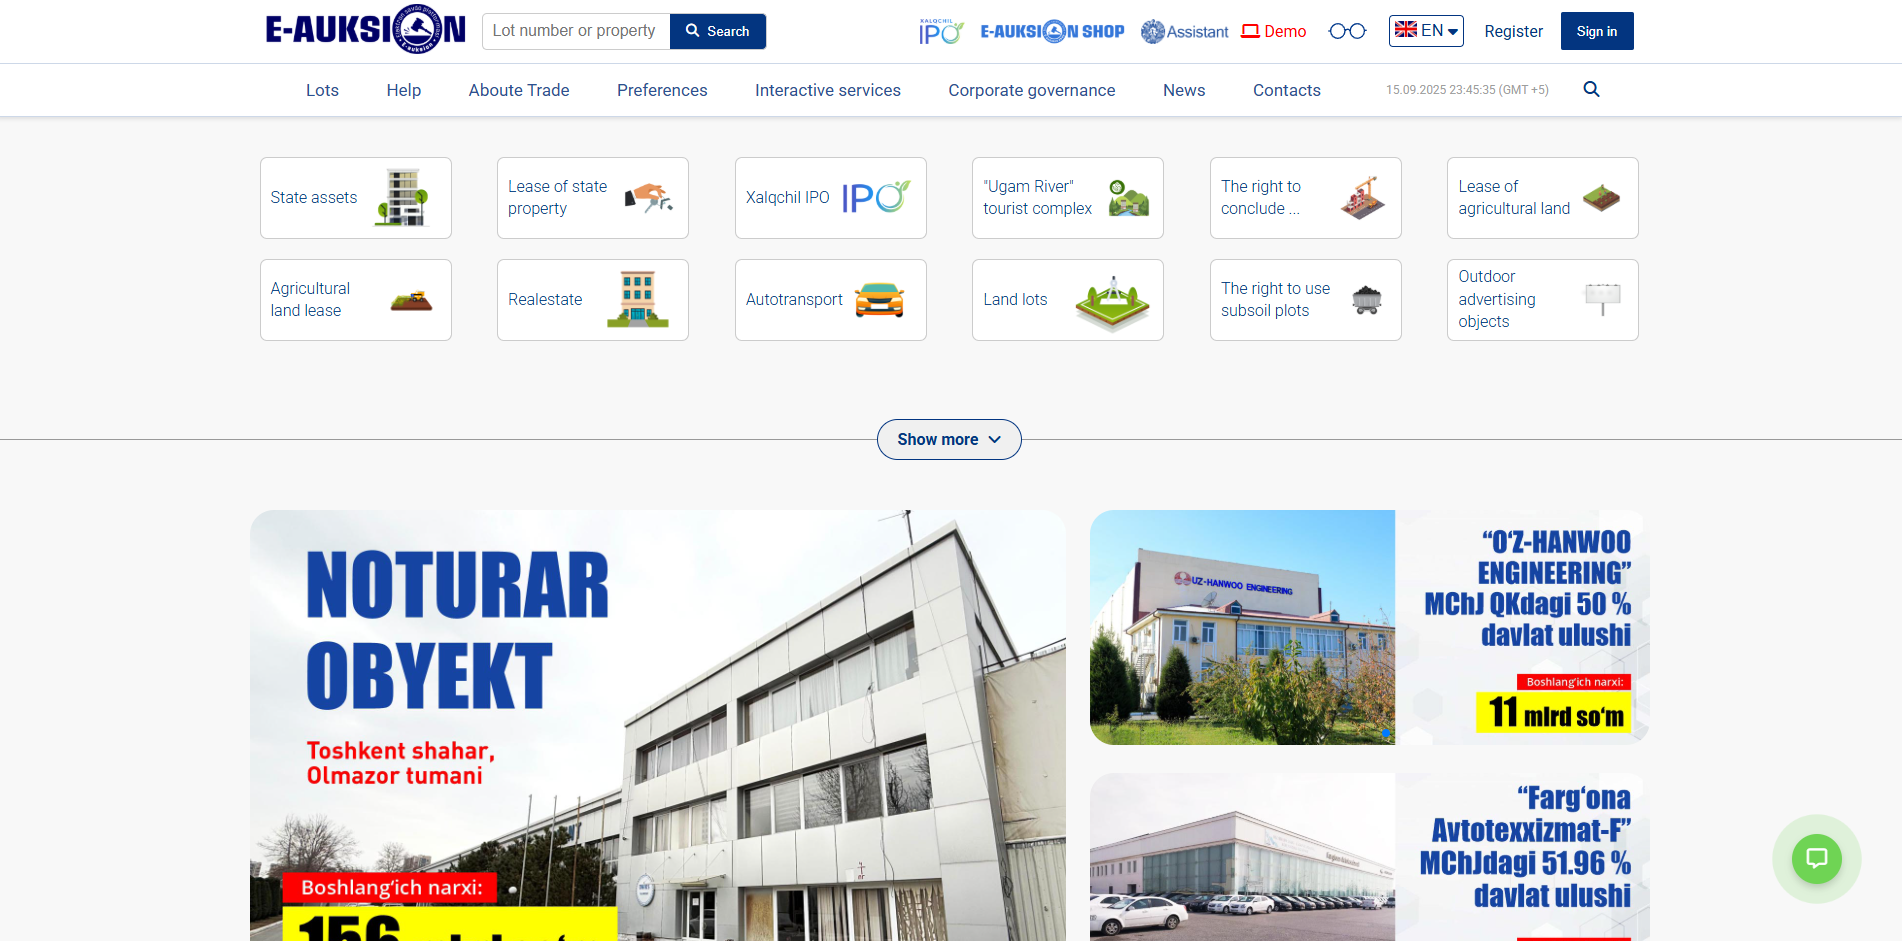 E-AUKSION
Lot number or property
Search
XALQCHIL
IPO
E-AUKSION SHOP
Assistant
Demo
EN
Register
Sign in
Lots
Help
Aboute Trade
Preferences
Interactive services
Corporate governance
News
Contacts
15.09.2025 23:45:35 (GMT +5)
State assets
Lease of state
property
Xalqchil IPO
IPO
"Ugam River"
tourist complex
The right to
conclude ...
Lease of
agricultural land
Agricultural
land lease
Realestate
Autotransport
Land lots
The right to use
subsoil plots
Outdoor
advertising
objects
Show more
NOTURAR
OBYEKT
Toshkent shahar,
Olmazor tumani
Boshlang‘ich narxi:
156
UZ-HANWOO ENGINEERING
“O‘Z-HANWOO
ENGINEERING”
MChJ QKdagi 50 %
davlat ulushi
Boshlang‘ich narxi:
11 mlrd so‘m
“Farg‘ona
Avtotexxizmat-F”
MChJdagi 51.96 %
davlat ulushi